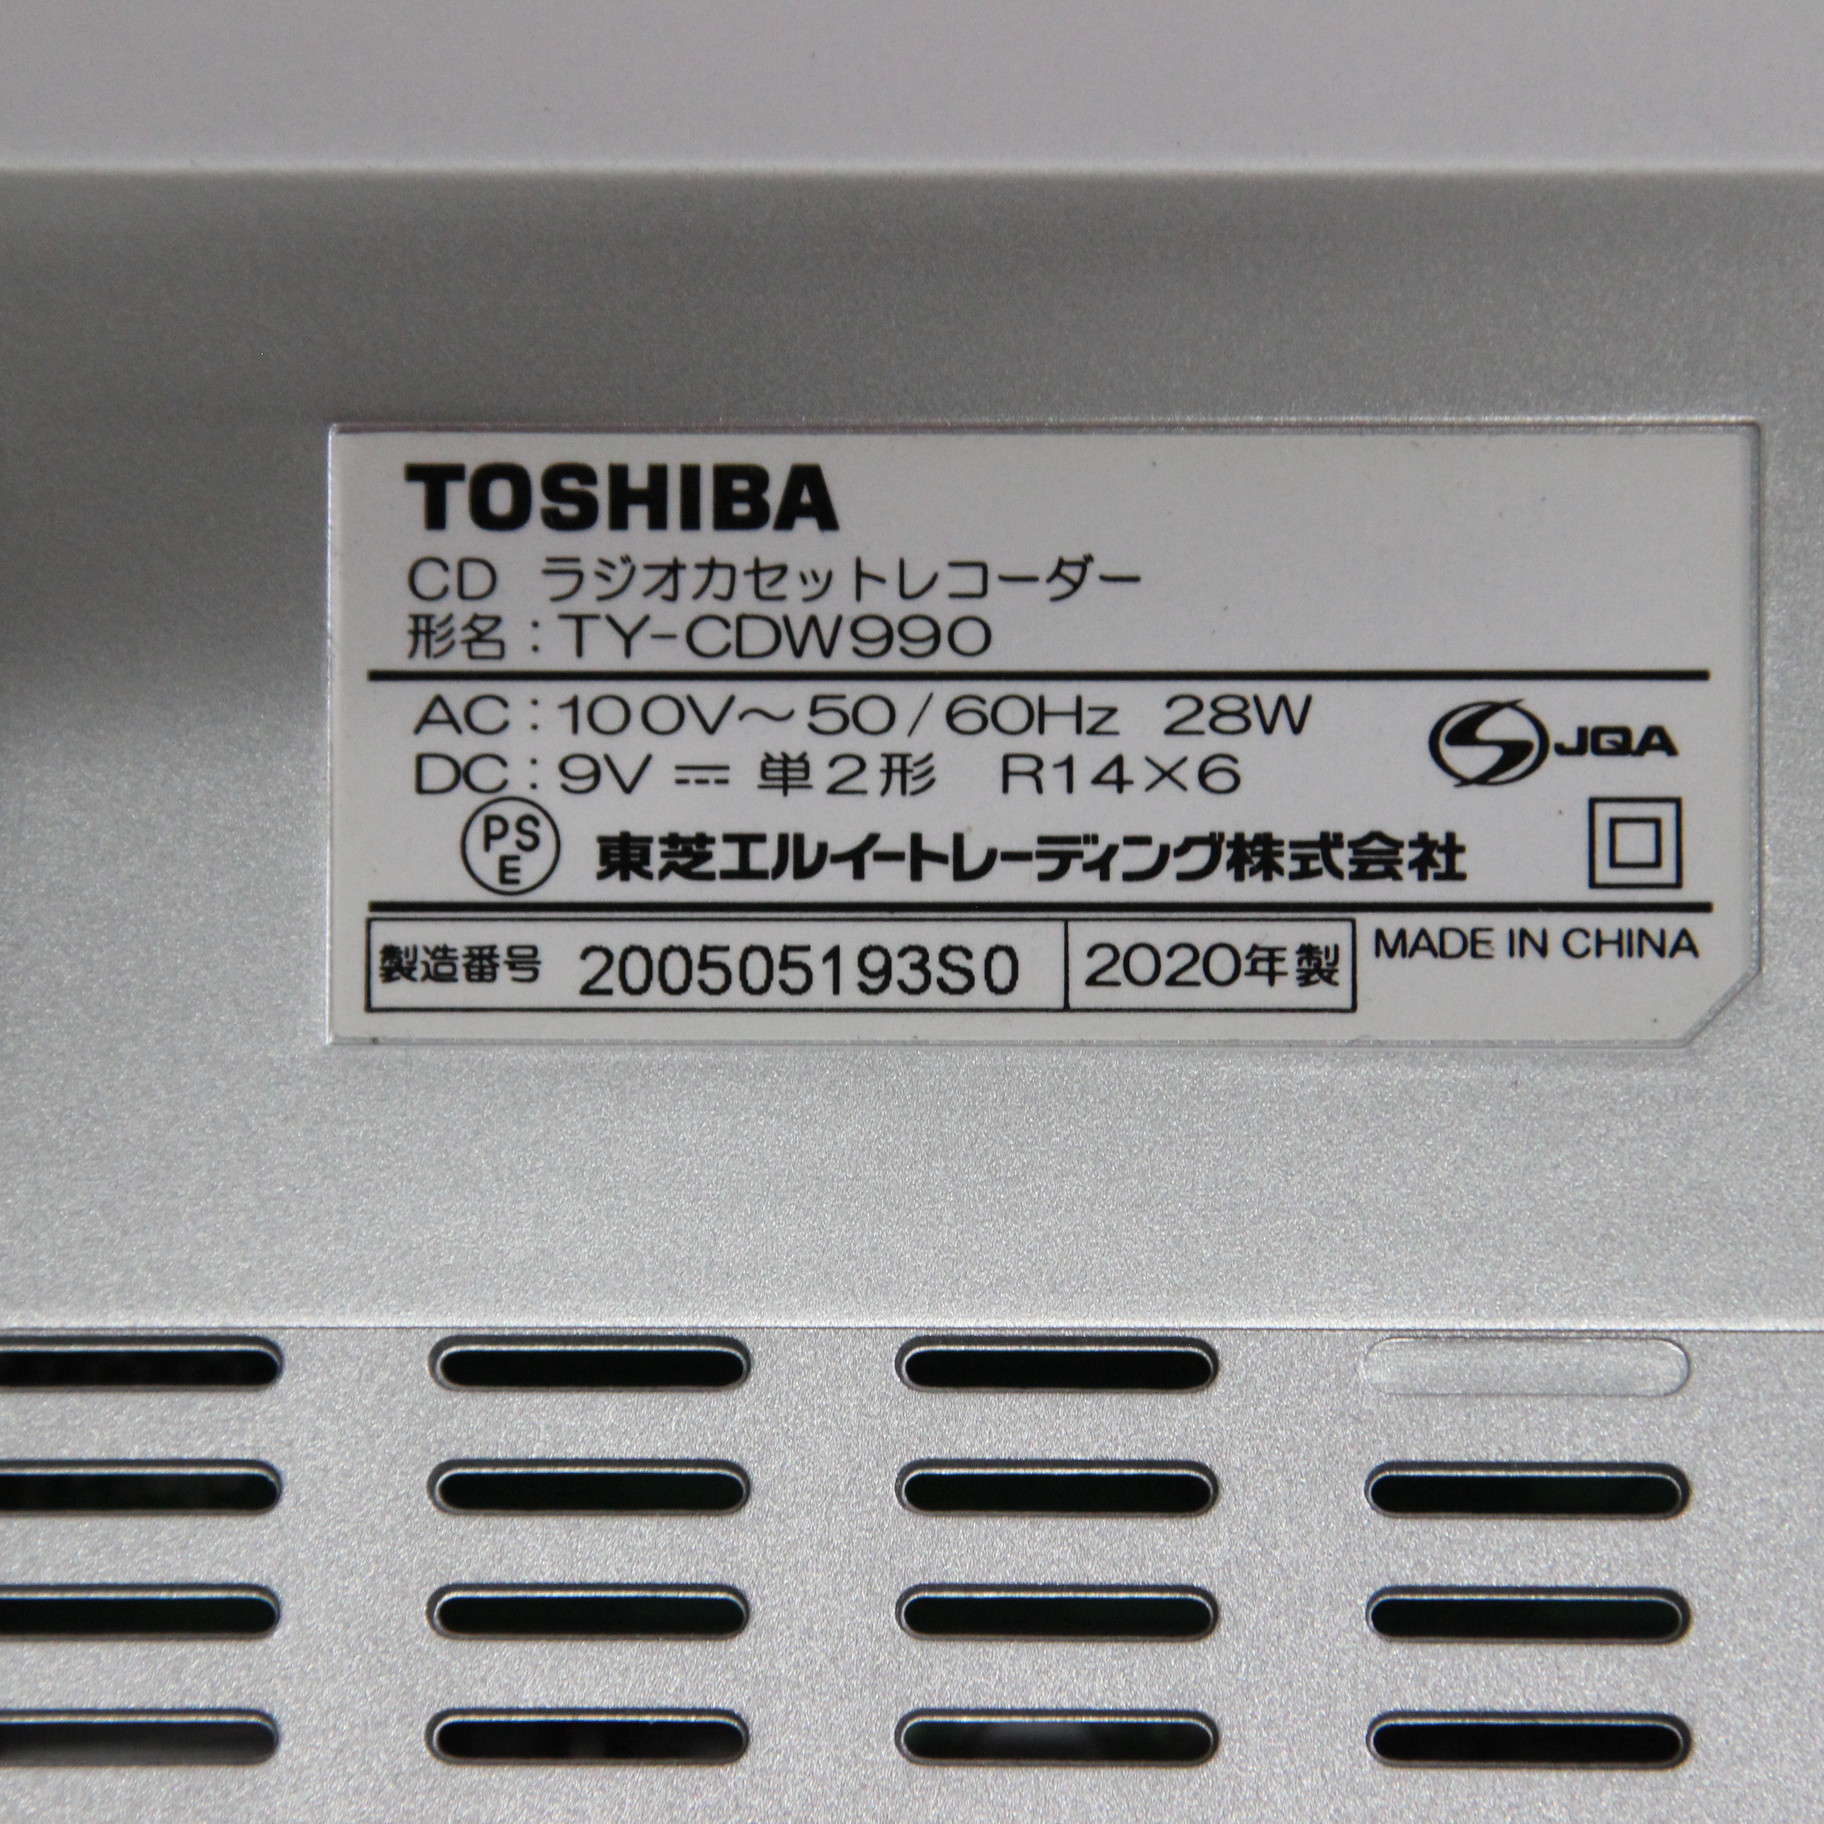 TOSHIBA
CD ラジオカセットレコーダー
形名：TY-CDW990
AC：100V～50/60Hz 28W
DC：9V⎓ 単2形 R14×6
JQA
PSE 東芝エルイートレーディング株式会社
製造番号 200505193S0 2020年製 MADE IN CHINA